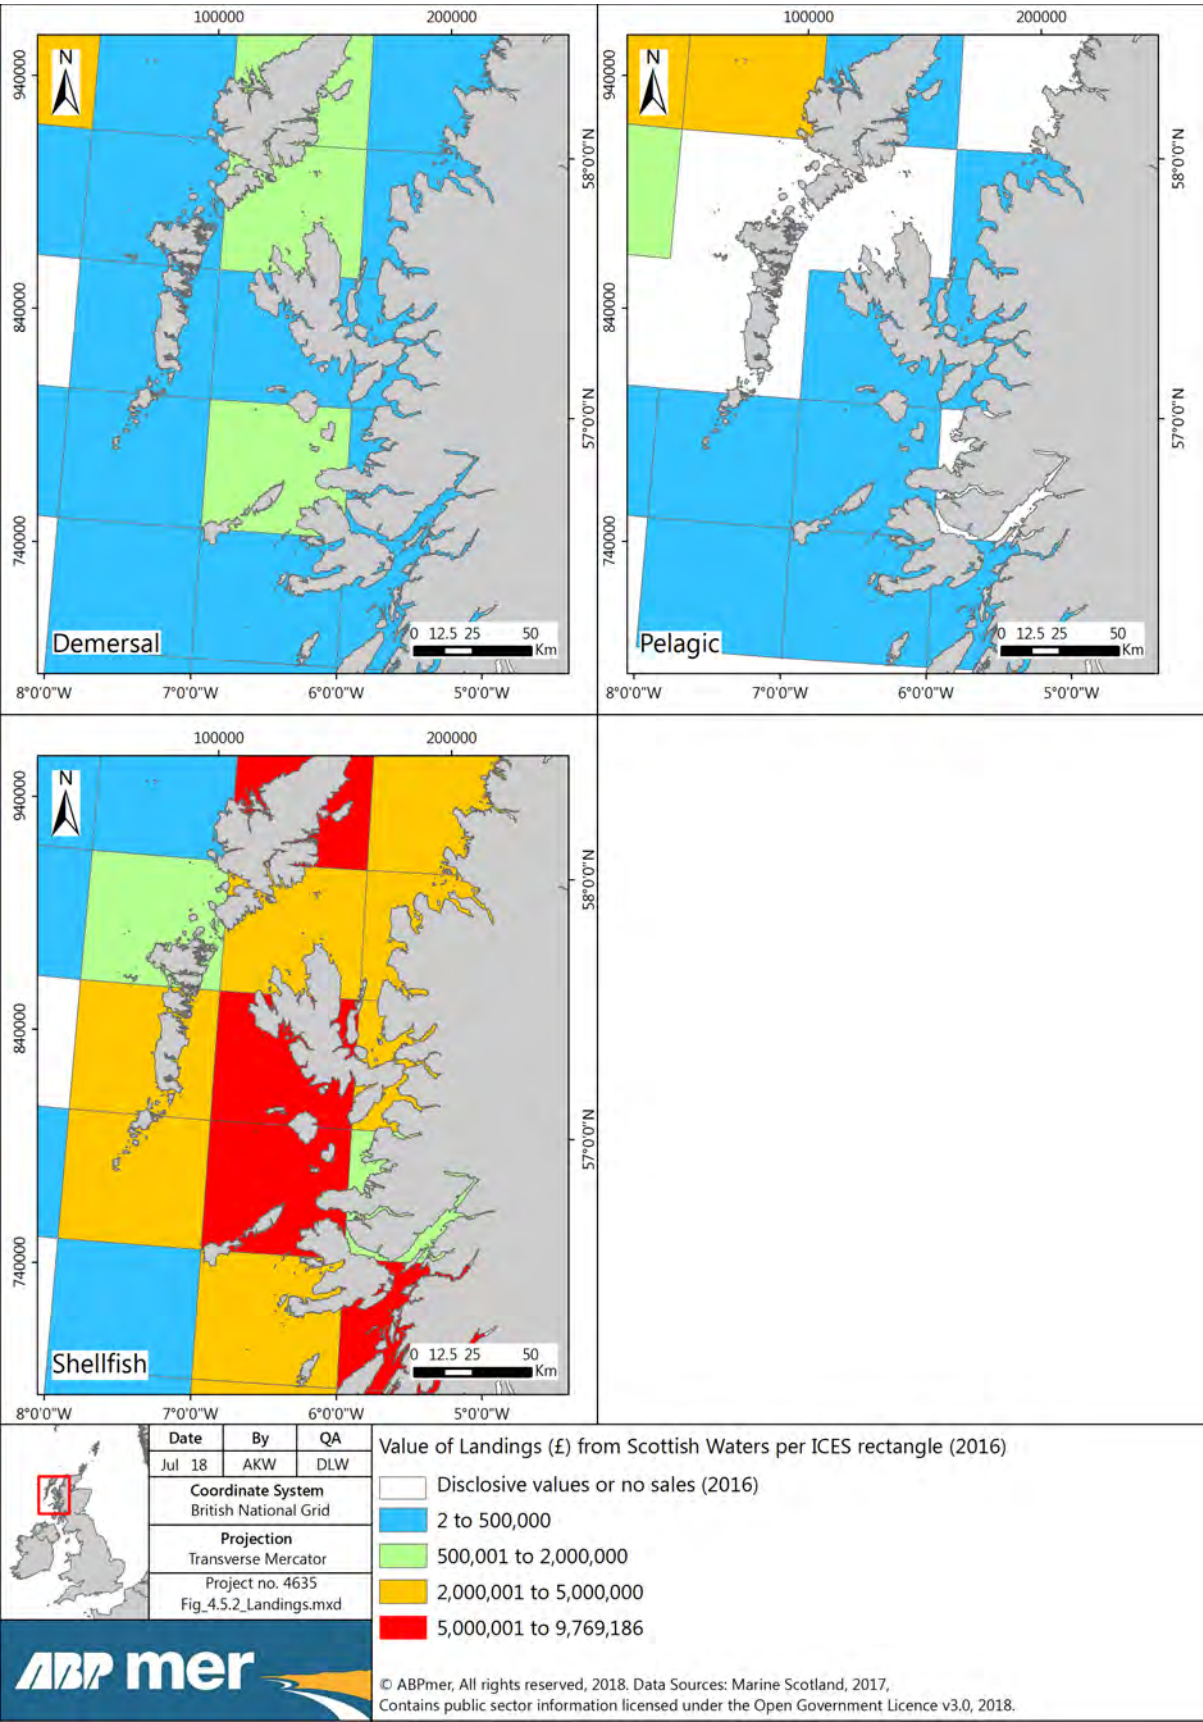 100000 200000
100000 200000
N
N
940000
840000
740000
58°0'0"N
57°0'0"N
940000
840000
740000
58°0'0"N
57°0'0"N
Demersal
0 12.5 25 50
Km
Pelagic
0 12.5 25 50
Km
8°0'0"W 7°0'0"W 6°0'0"W 5°0'0"W
8°0'0"W 7°0'0"W 6°0'0"W 5°0'0"W
100000 200000
N
940000
840000
740000
58°0'0"N
57°0'0"N
Shellfish
0 12.5 25 50
Km
8°0'0"W 7°0'0"W 6°0'0"W 5°0'0"W
Date By QA
Jul 18 AKW DLW
Coordinate System
British National Grid
Projection
Transverse Mercator
Project no. 4635
Fig_4.5.2_Landings.mxd
ABP mer
Value of Landings (£) from Scottish Waters per ICES rectangle (2016)
Disclosive values or no sales (2016)
2 to 500,000
500,001 to 2,000,000
2,000,001 to 5,000,000
5,000,001 to 9,769,186
© ABPmer, All rights reserved, 2018. Data Sources: Marine Scotland, 2017,
Contains public sector information licensed under the Open Government Licence v3.0, 2018.